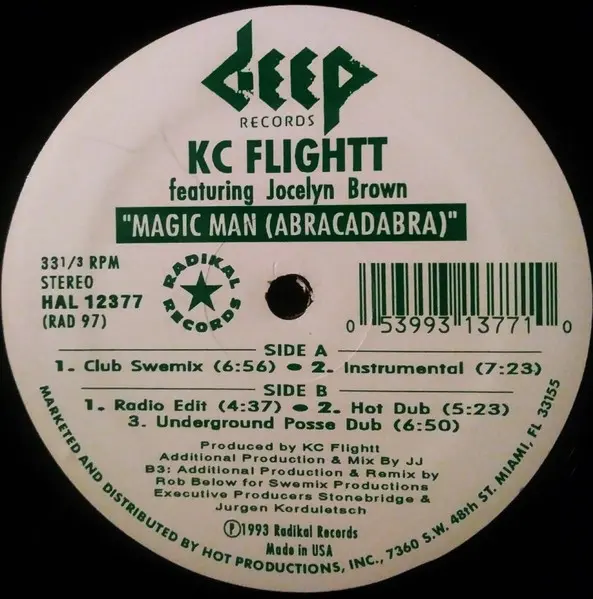 deep
RECORDS
KC FLIGHTT
featuring Jocelyn Brown
"MAGIC MAN (ABRACADABRA)"
33 1/3 RPM
STEREO
HAL 12377
(RAD 97)
RADIKAL RECORDS
0 53993 13771 0
SIDE A
1. Club Swemix (6:56) • 2. Instrumental (7:23)
SIDE B
1. Radio Edit (4:37) • 2. Hot Dub (5:23)
3. Underground Posse Dub (6:50)
Produced by KC Flightt
Additional Production & Mix By JJ
B3: Additional Production & Remix by
Rob Below for Swemix Productions
Executive Producers Stonebridge &
Jurgen Korduletsch
℗1993 Radikal Records
Made in USA
MARKETED AND DISTRIBUTED BY HOT PRODUCTIONS, INC., 7360 S.W. 48th ST. MIAMI, FL 33155